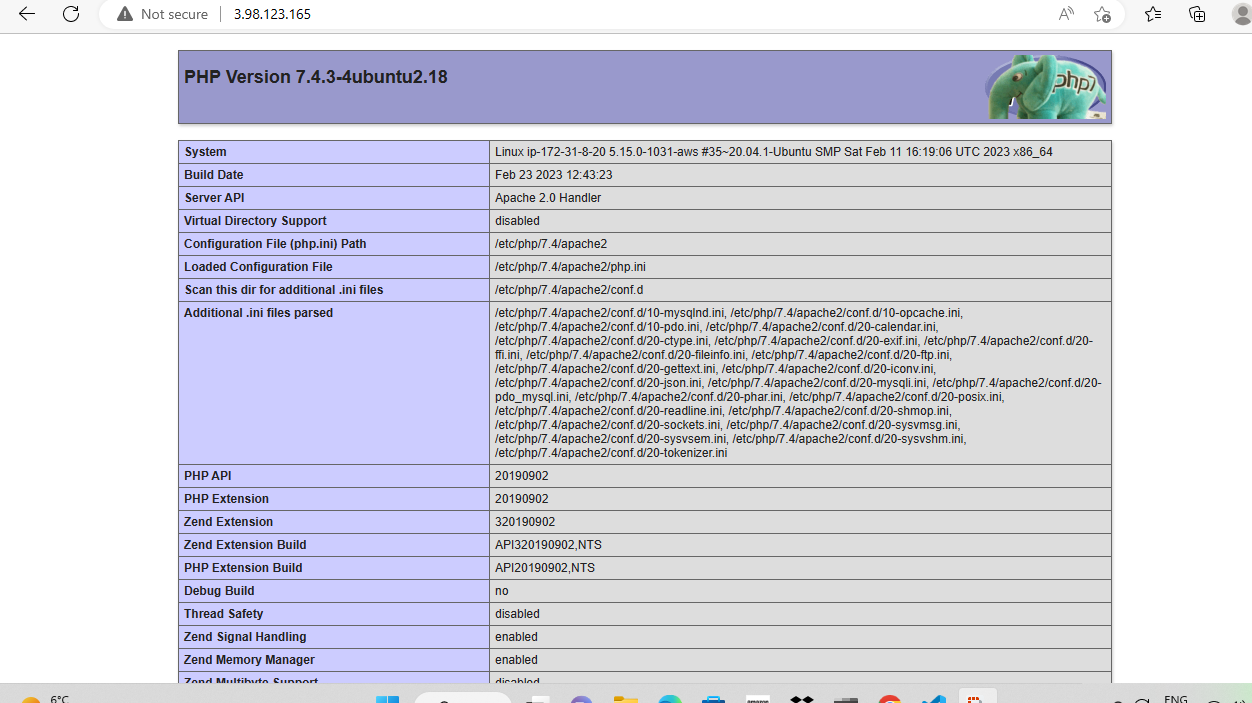 Not secure 3.98.123.165
PHP Version 7.4.3-4ubuntu2.18
php7
System Linux ip-172-31-8-20 5.15.0-1031-aws #35~20.04.1-Ubuntu SMP Sat Feb 11 16:19:06 UTC 2023 x86_64
Build Date Feb 23 2023 12:43:23
Server API Apache 2.0 Handler
Virtual Directory Support disabled
Configuration File (php.ini) Path /etc/php/7.4/apache2
Loaded Configuration File /etc/php/7.4/apache2/php.ini
Scan this dir for additional .ini files /etc/php/7.4/apache2/conf.d
Additional .ini files parsed /etc/php/7.4/apache2/conf.d/10-mysqlnd.ini, /etc/php/7.4/apache2/conf.d/10-opcache.ini,
/etc/php/7.4/apache2/conf.d/10-pdo.ini, /etc/php/7.4/apache2/conf.d/20-calendar.ini,
/etc/php/7.4/apache2/conf.d/20-ctype.ini, /etc/php/7.4/apache2/conf.d/20-exif.ini, /etc/php/7.4/apache2/conf.d/20-
ffi.ini, /etc/php/7.4/apache2/conf.d/20-fileinfo.ini, /etc/php/7.4/apache2/conf.d/20-ftp.ini,
/etc/php/7.4/apache2/conf.d/20-gettext.ini, /etc/php/7.4/apache2/conf.d/20-iconv.ini,
/etc/php/7.4/apache2/conf.d/20-json.ini, /etc/php/7.4/apache2/conf.d/20-mysqli.ini, /etc/php/7.4/apache2/conf.d/20-
pdo_mysql.ini, /etc/php/7.4/apache2/conf.d/20-phar.ini, /etc/php/7.4/apache2/conf.d/20-posix.ini,
/etc/php/7.4/apache2/conf.d/20-readline.ini, /etc/php/7.4/apache2/conf.d/20-shmop.ini,
/etc/php/7.4/apache2/conf.d/20-sockets.ini, /etc/php/7.4/apache2/conf.d/20-sysvmsg.ini,
/etc/php/7.4/apache2/conf.d/20-sysvsem.ini, /etc/php/7.4/apache2/conf.d/20-sysvshm.ini,
/etc/php/7.4/apache2/conf.d/20-tokenizer.ini
PHP API 20190902
PHP Extension 20190902
Zend Extension 320190902
Zend Extension Build API320190902,NTS
PHP Extension Build API20190902,NTS
Debug Build no
Thread Safety disabled
Zend Signal Handling enabled
Zend Memory Manager enabled
Zend Multibyte Support disabled
6°C ENG